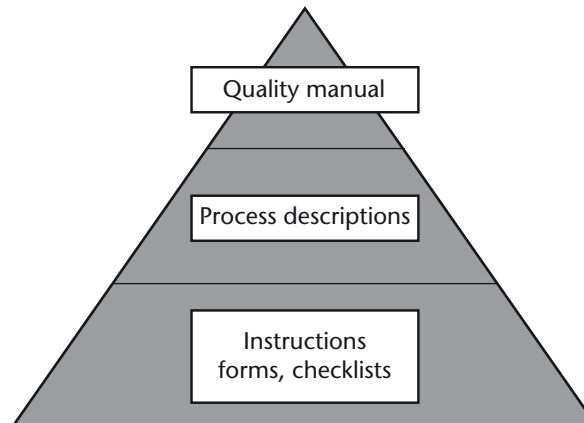 Quality manual
Process descriptions
Instructions
forms, checklists